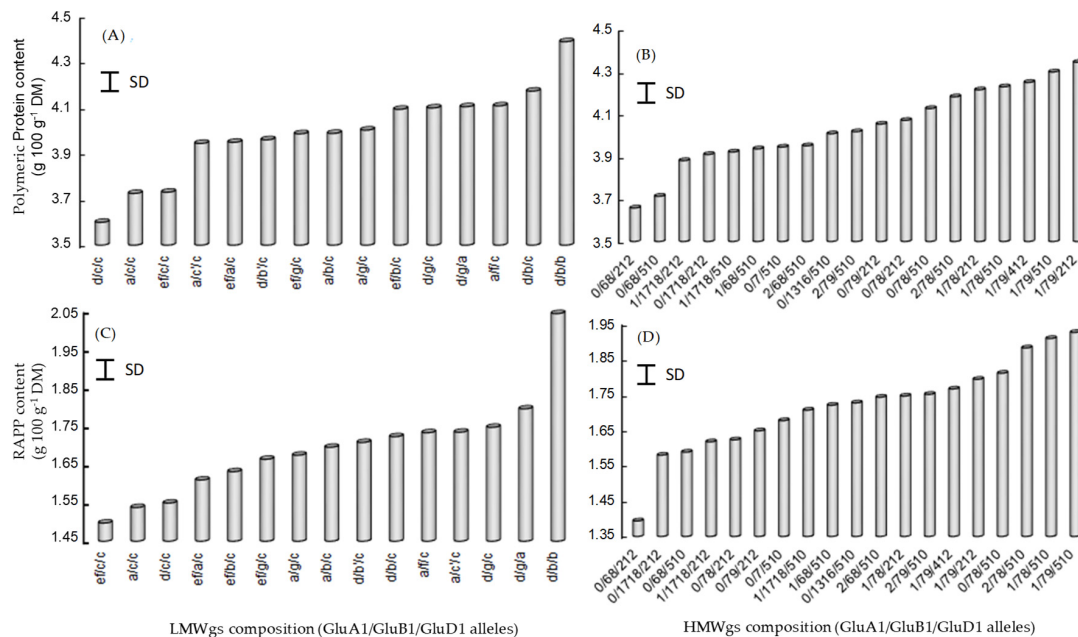 (A)
Polymeric Protein content
(g 100 g⁻¹ DM)
4.5
4.3
4.1
3.9
3.7
3.5
SD
d/c/c
a/c/c
ef/c/c
a/c'/'c
ef/a/c
d/b'/'c
ef/g/c
a/b/c
a/g/c
ef/b/c
d/g/c
d/g/a
a/f/c
d/b/c
d/b/b
(B)
4.5
4.3
4.1
3.9
3.7
3.5
SD
0/68/212
0/68/510
1/1718/212
0/1718/212
1/1718/510
1/68/510
0/7/510
2/68/510
0/1316/510
2/79/510
0/79/212
0/78/212
0/78/510
2/78/510
1/78/212
1/78/510
1/79/412
1/79/510
1/79/212
(C)
RAPP content
(g 100 g⁻¹ DM)
2.05
1.95
1.85
1.75
1.65
1.55
1.45
SD
ef/c/c
a/c/c
d/c/c
ef/a/c
ef/b/c
ef/g/c
a/g/c
a/b/c
d/b'/'c
d/b/c
a/f/c
a/c'/'c
d/g/c
d/g/a
d/b/b
LMWgs composition (GluA1/GluB1/GluD1 alleles)
(D)
1.95
1.85
1.75
1.65
1.55
1.45
1.35
SD
0/68/212
0/1718/212
0/68/510
1/1718/212
0/78/212
0/79/212
0/7/510
1/1718/510
1/68/510
0/1316/510
2/68/510
1/78/212
2/79/510
1/79/412
1/79/212
0/78/510
2/78/510
1/78/510
1/79/510
HMWgs composition (GluA1/GluB1/GluD1 alleles)